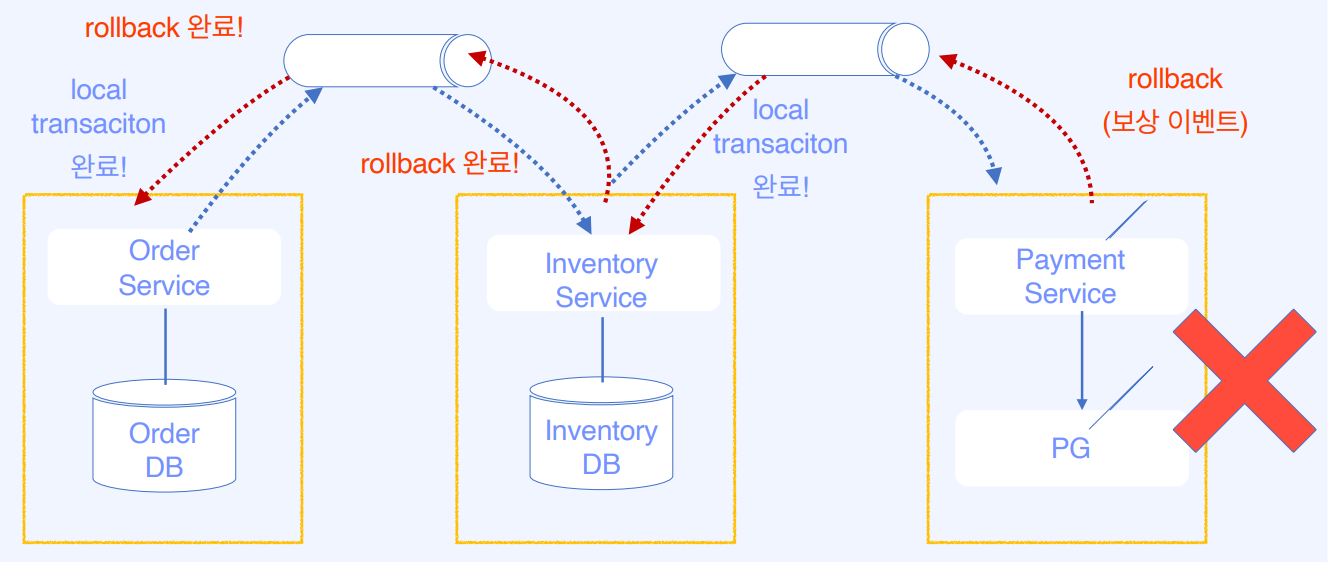 rollback 완료!
local
transaciton
완료!
rollback 완료!
local
transaciton
완료!
rollback
(보상 이벤트)
Order
Service
Inventory
Service
Payment
Service
Order
DB
Inventory
DB
PG